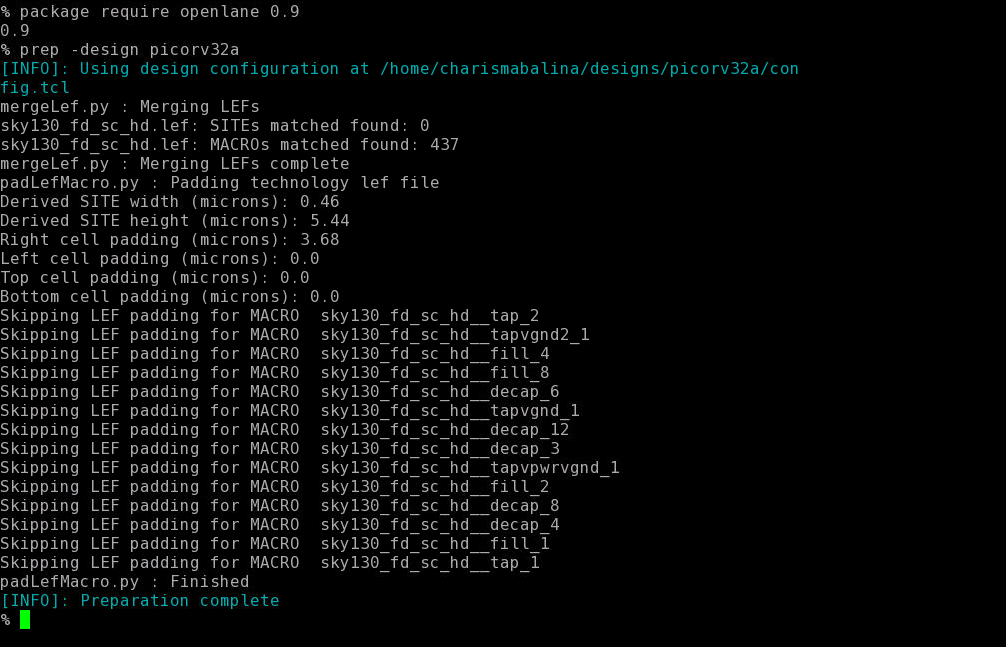 % package require openlane 0.9
0.9
% prep -design picorv32a
[INFO]: Using design configuration at /home/charismabalina/designs/picorv32a/con
fig.tcl
mergeLef.py : Merging LEFs
sky130_fd_sc_hd.lef: SITEs matched found: 0
sky130_fd_sc_hd.lef: MACROs matched found: 437
mergeLef.py : Merging LEFs complete
padLefMacro.py : Padding technology lef file
Derived SITE width (microns): 0.46
Derived SITE height (microns): 5.44
Right cell padding (microns): 3.68
Left cell padding (microns): 0.0
Top cell padding (microns): 0.0
Bottom cell padding (microns): 0.0
Skipping LEF padding for MACRO  sky130_fd_sc_hd__tap_2
Skipping LEF padding for MACRO  sky130_fd_sc_hd__tapvgnd2_1
Skipping LEF padding for MACRO  sky130_fd_sc_hd__fill_4
Skipping LEF padding for MACRO  sky130_fd_sc_hd__fill_8
Skipping LEF padding for MACRO  sky130_fd_sc_hd__decap_6
Skipping LEF padding for MACRO  sky130_fd_sc_hd__tapvgnd_1
Skipping LEF padding for MACRO  sky130_fd_sc_hd__decap_12
Skipping LEF padding for MACRO  sky130_fd_sc_hd__decap_3
Skipping LEF padding for MACRO  sky130_fd_sc_hd__tapvpwrvgnd_1
Skipping LEF padding for MACRO  sky130_fd_sc_hd__fill_2
Skipping LEF padding for MACRO  sky130_fd_sc_hd__decap_8
Skipping LEF padding for MACRO  sky130_fd_sc_hd__decap_4
Skipping LEF padding for MACRO  sky130_fd_sc_hd__fill_1
Skipping LEF padding for MACRO  sky130_fd_sc_hd__tap_1
padLefMacro.py : Finished
[INFO]: Preparation complete
%